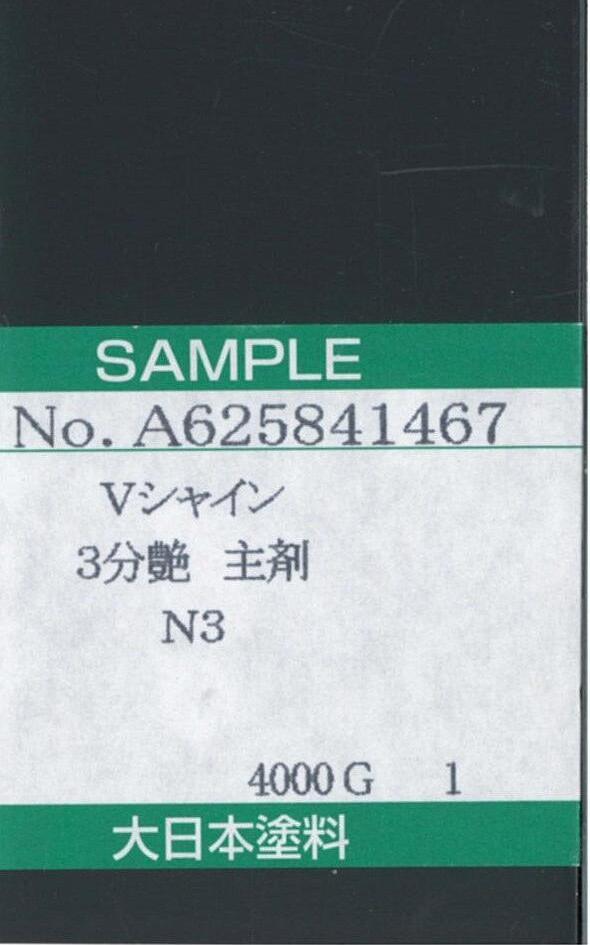 SAMPLE
No. A625841467
Vシャイン
3分艶 主剤
N3
4000G 1
大日本塗料